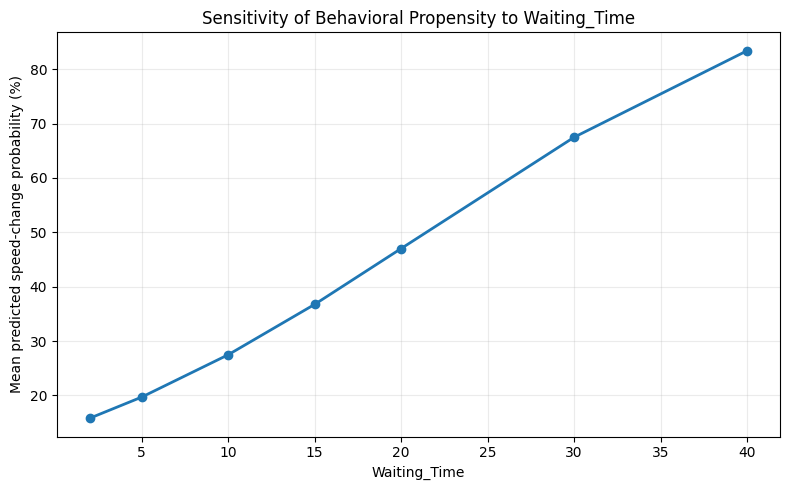 Sensitivity of Behavioral Propensity to Waiting_Time
Mean predicted speed-change probability (%)
80
70
60
50
40
30
20
5 10 15 20 25 30 35 40
Waiting_Time